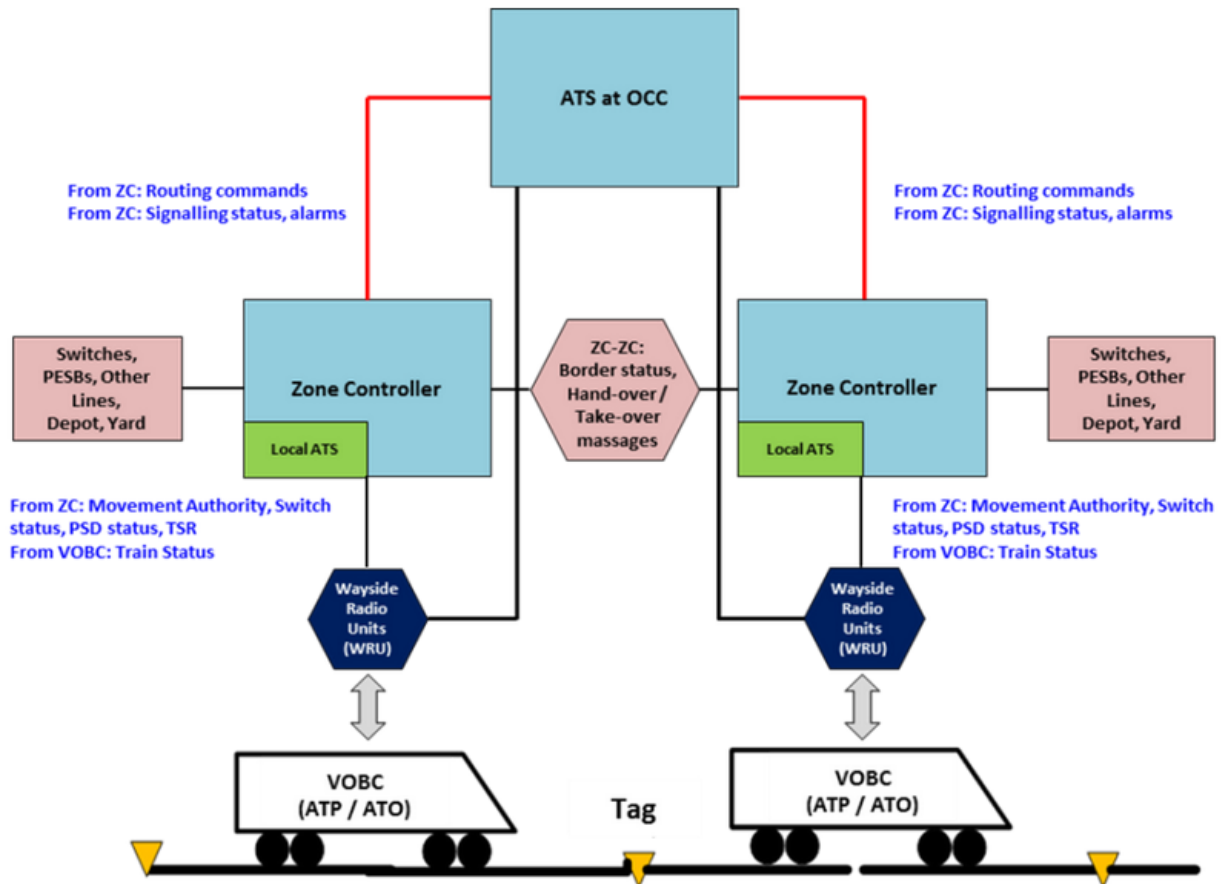 ATS at OCC
From ZC: Routing commands
From ZC: Signalling status, alarms
From ZC: Routing commands
From ZC: Signalling status, alarms
Switches,
PESBs, Other
Lines,
Depot, Yard
Zone Controller
Local ATS
ZC-ZC:
Border status,
Hand-over /
Take-over
massages
Zone Controller
Local ATS
Switches,
PESBs, Other
Lines,
Depot, Yard
From ZC: Movement Authority, Switch
status, PSD status, TSR
From VOBC: Train Status
From ZC: Movement Authority, Switch
status, PSD status, TSR
From VOBC: Train Status
Wayside
Radio
Units
(WRU)
Wayside
Radio
Units
(WRU)
VOBC
(ATP / ATO)
Tag
VOBC
(ATP / ATO)